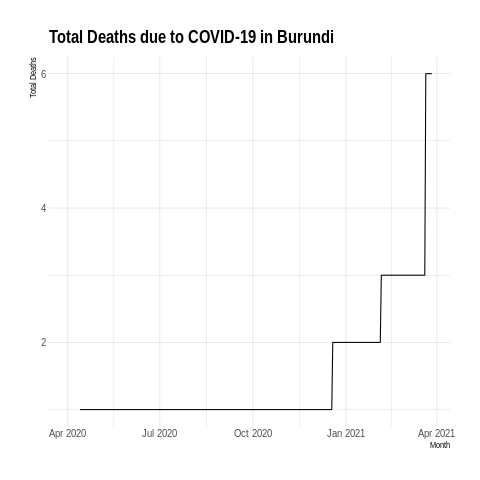 Total Deaths due to COVID-19 in Burundi
Total Deaths
6
4
2
Apr 2020 Jul 2020 Oct 2020 Jan 2021 Apr 2021
Month